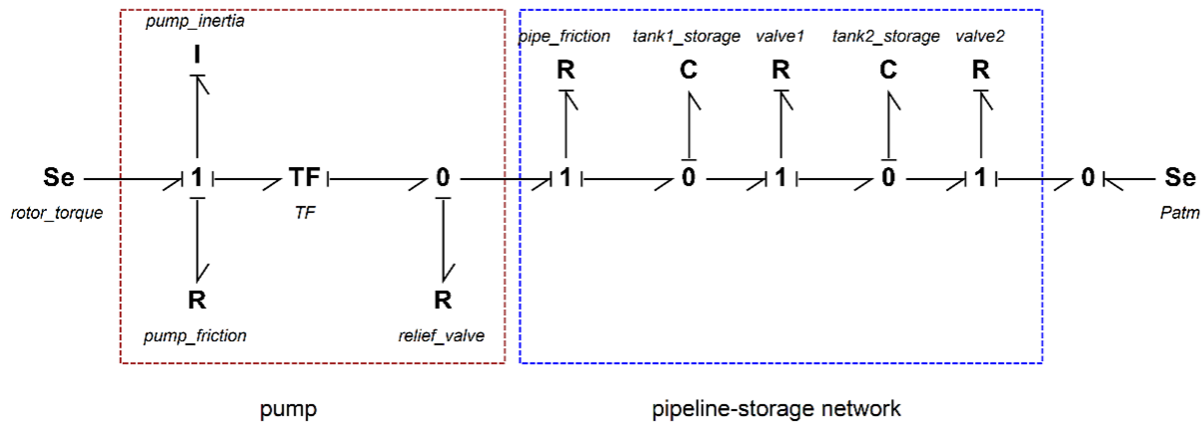 pump_inertia
I
pipe_friction tank1_storage valve1 tank2_storage valve2
R C R C R
Se 1 TF 0 1 0 1 0 1 0 Se
rotor_torque TF Patm
R R
pump_friction relief_valve
pump pipeline-storage network